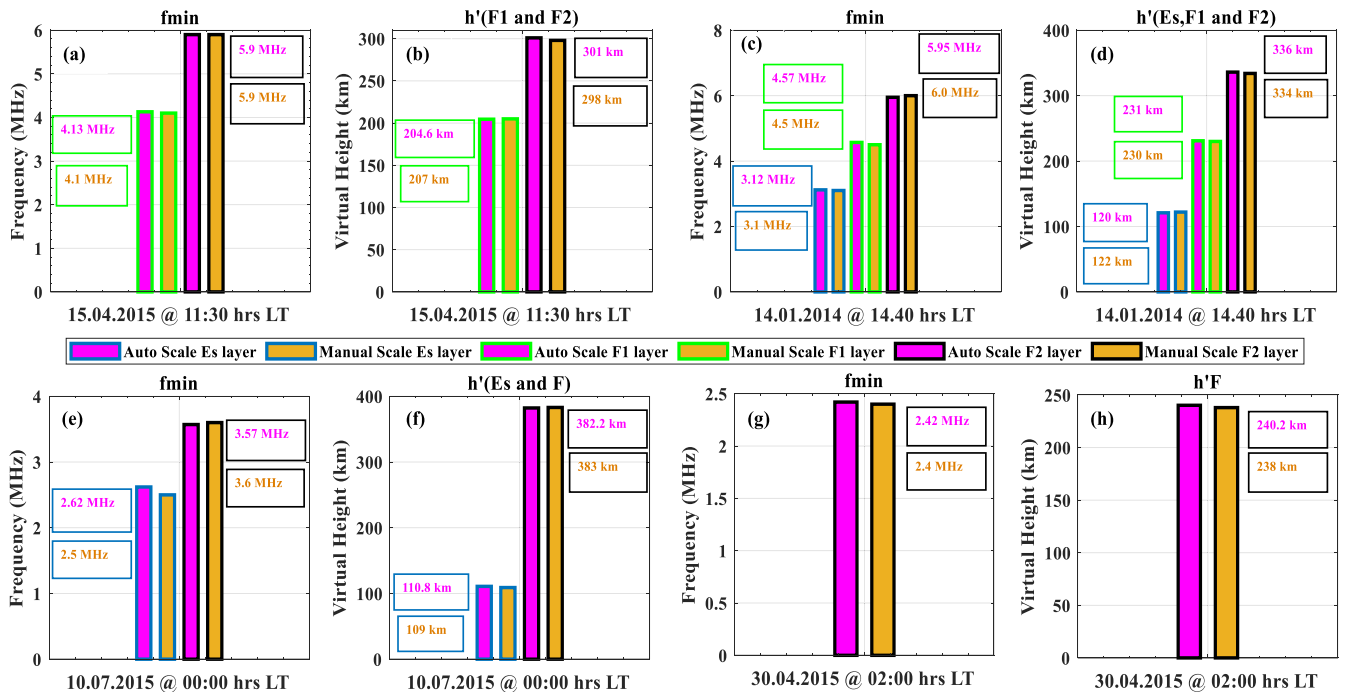 fmin
(a)
Frequency (MHz)
6
5
4
3
2
1
0
5.9 MHz
5.9 MHz
4.13 MHz
4.1 MHz
15.04.2015 @ 11:30 hrs LT
h'(F1 and F2)
(b)
Virtual Height (km)
300
250
200
150
100
50
0
301 km
298 km
204.6 km
207 km
15.04.2015 @ 11:30 hrs LT
fmin
(c)
Frequency (MHz)
8
6
4
2
0
5.95 MHz
6.0 MHz
4.57 MHz
4.5 MHz
3.12 MHz
3.1 MHz
14.01.2014 @ 14.40 hrs LT
h'(Es,F1 and F2)
(d)
Virtual Height (km)
400
300
200
100
0
336 km
334 km
231 km
230 km
120 km
122 km
14.01.2014 @ 14.40 hrs LT
Auto Scale Es layer
Manual Scale Es layer
Auto Scale F1 layer
Manual Scale F1 layer
Auto Scale F2 layer
Manual Scale F2 layer
fmin
(e)
Frequency (MHz)
4
3
2
1
0
3.57 MHz
3.6 MHz
2.62 MHz
2.5 MHz
10.07.2015 @ 00:00 hrs LT
h'(Es and F)
(f)
Virtual Height (km)
400
300
200
100
0
382.2 km
383 km
110.8 km
109 km
10.07.2015 @ 00:00 hrs LT
fmin
(g)
Frequency (MHz)
2.5
2
1.5
1
0.5
0
2.42 MHz
2.4 MHz
30.04.2015 @ 02:00 hrs LT
h'F
(h)
Virtual Height (km)
250
200
150
100
50
0
240.2 km
238 km
30.04.2015 @ 02:00 hrs LT